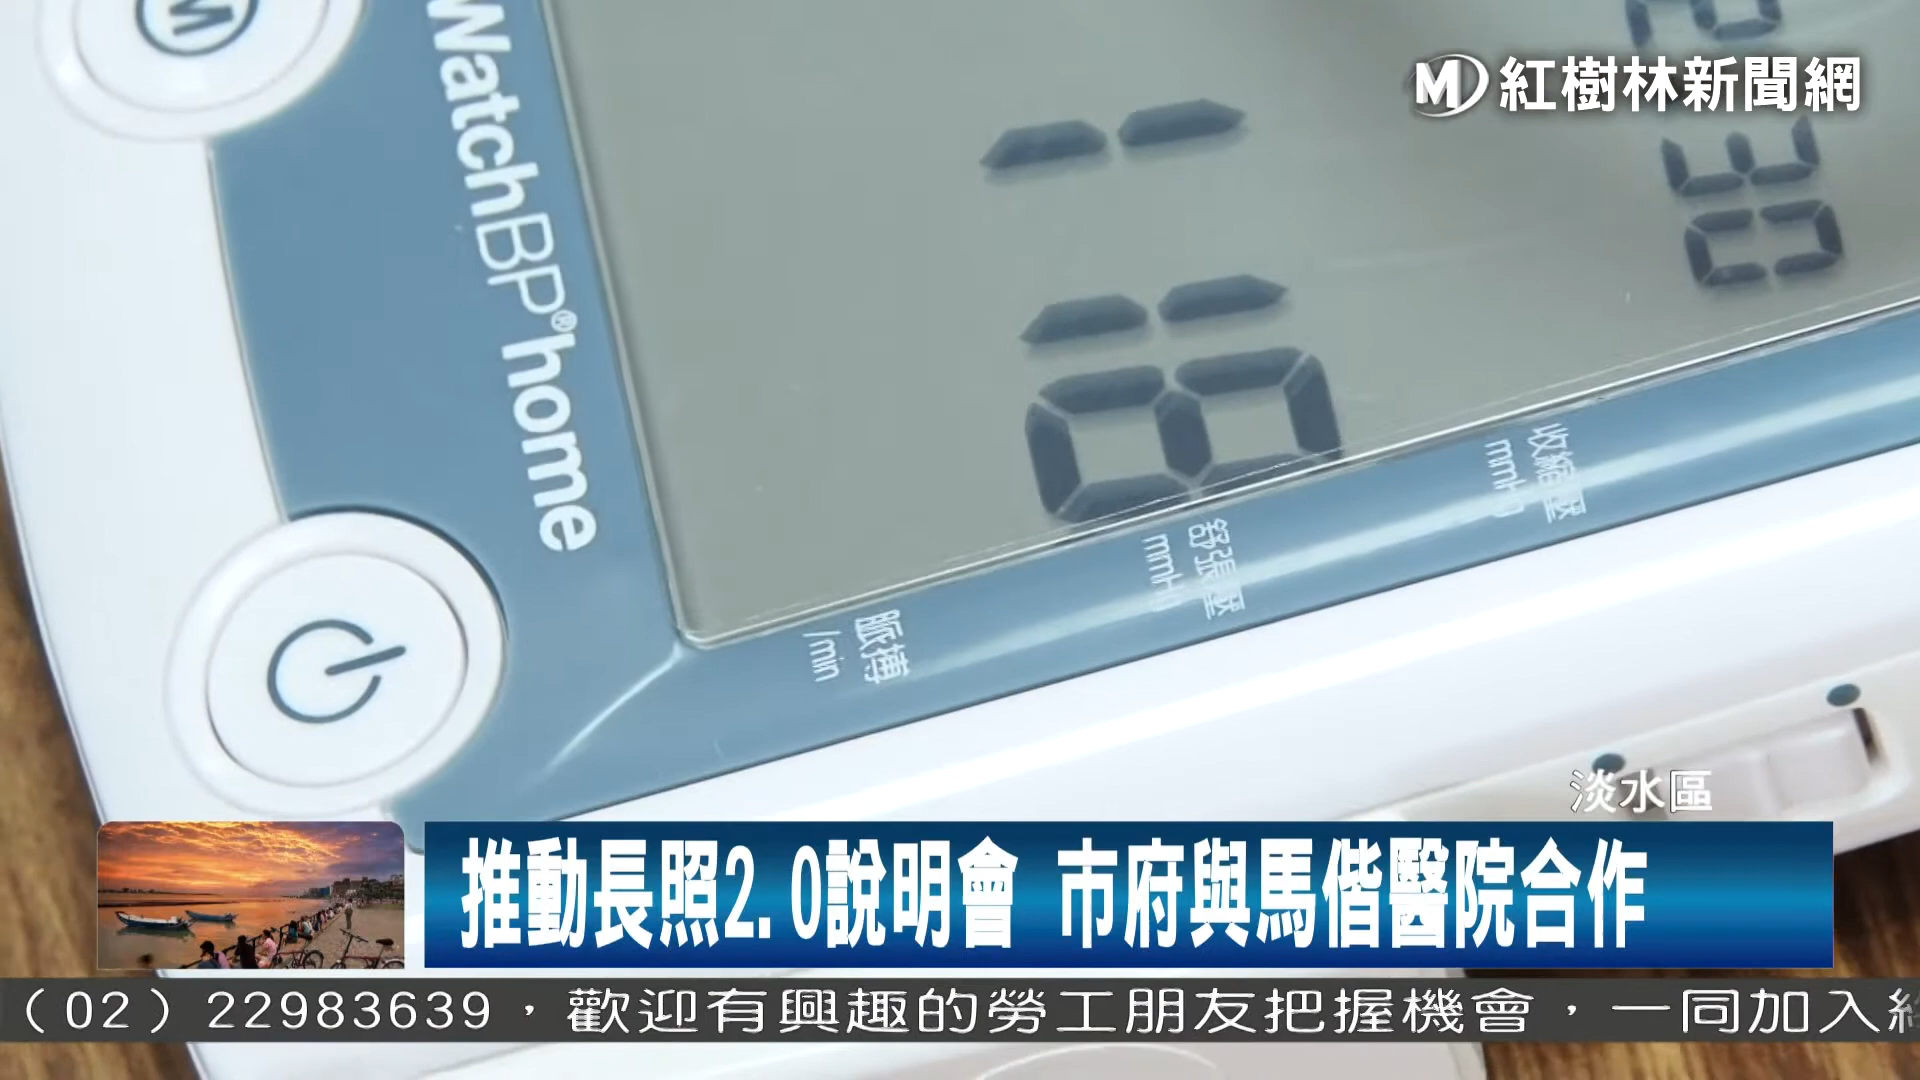 M
紅樹林新聞網
WatchBP®home
收縮壓
mmHg
舒張壓
mmHg
脈搏
/min
淡水區
推動長照2.0說明會 市府與馬偕醫院合作
（02）22983639，歡迎有興趣的勞工朋友把握機會，一同加入